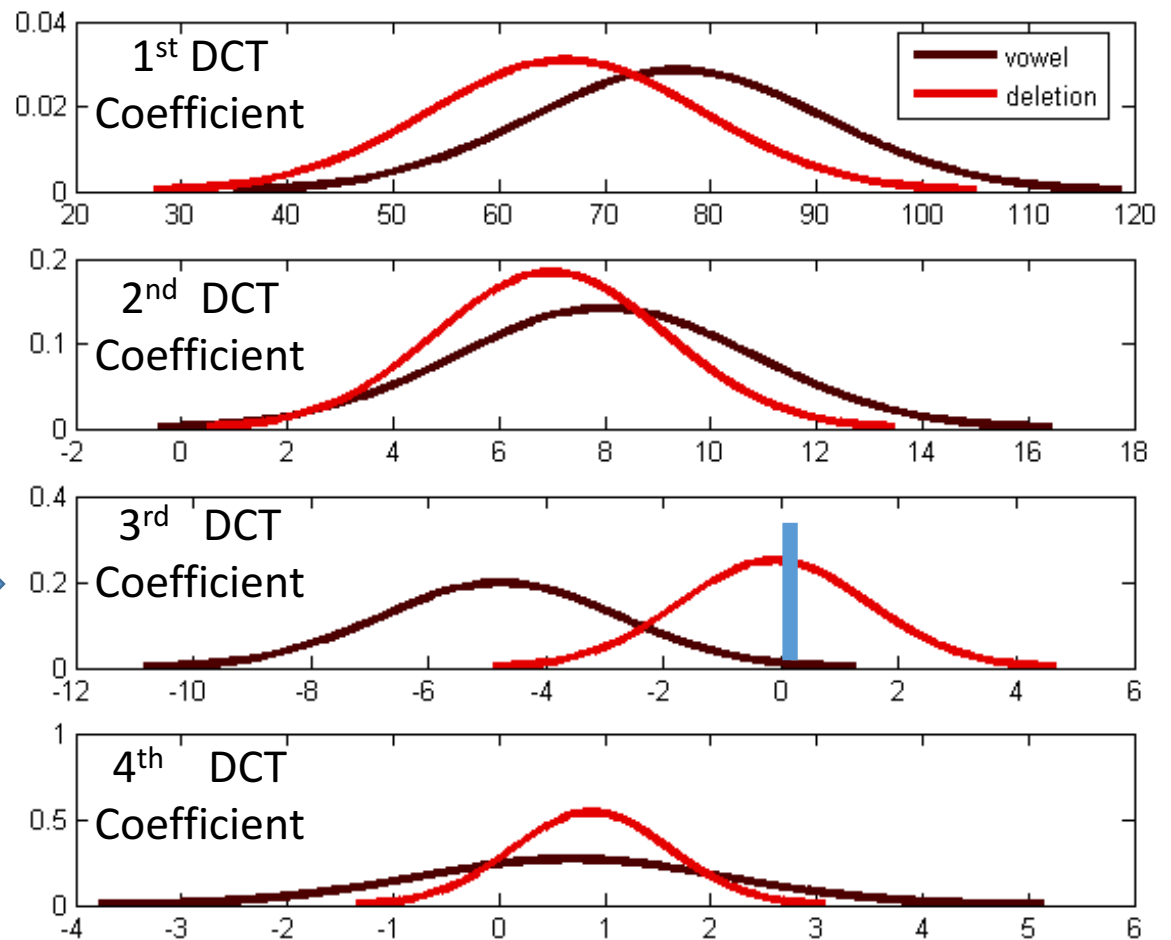 0.04
1st DCT
Coefficient
0.02
0
vowel
deletion
20 30 40 50 60 70 80 90 100 110 120
0.2
2nd DCT
Coefficient
0.1
0
-2 0 2 4 6 8 10 12 14 16 18
0.4
3rd DCT
Coefficient
0.2
0
-12 -10 -8 -6 -4 -2 0 2 4 6
1
4th DCT
Coefficient
0.5
0
-4 -3 -2 -1 0 1 2 3 4 5 6